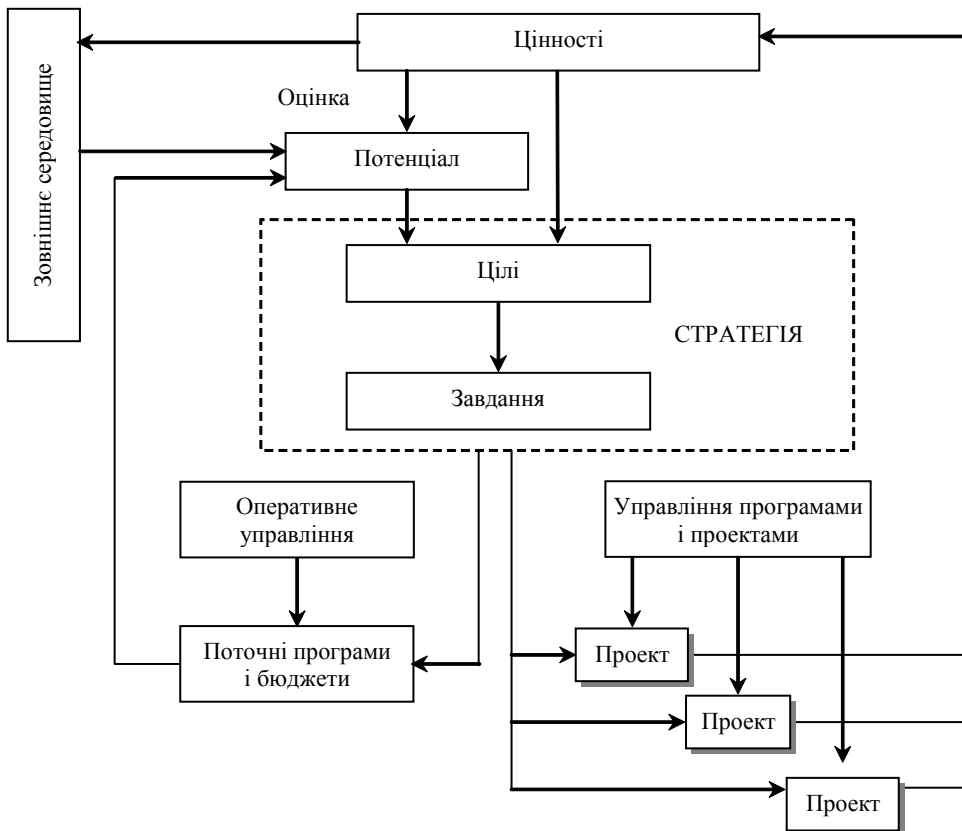 Цінності
Зовнішнє середовище
Оцінка
Потенціал
Цілі
СТРАТЕГІЯ
Завдання
Оперативне
управління
Управління програмами
і проектами
Поточні програми
і бюджети
Проект
Проект
Проект